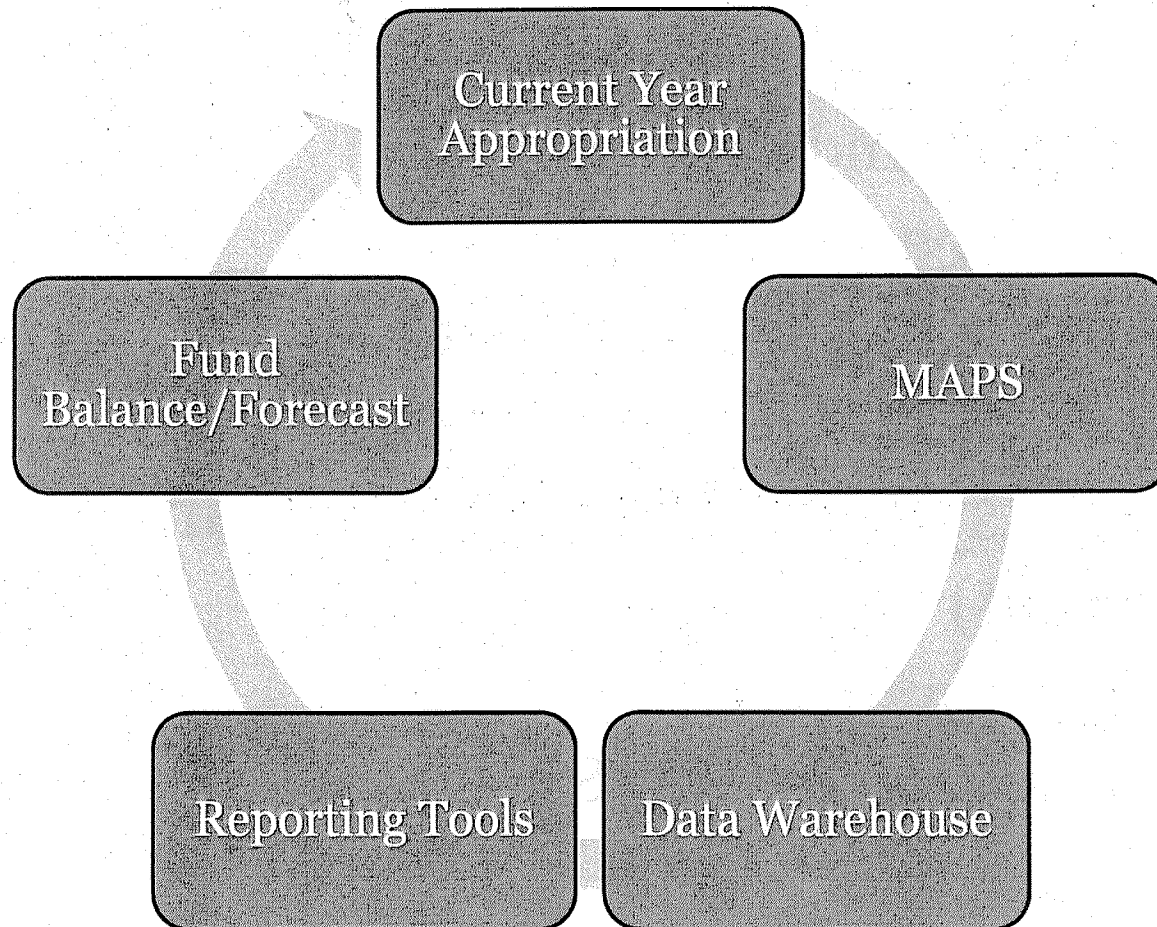 Current Year
Appropriation
MAPS
Data Warehouse
Reporting Tools
Fund
Balance/Forecast